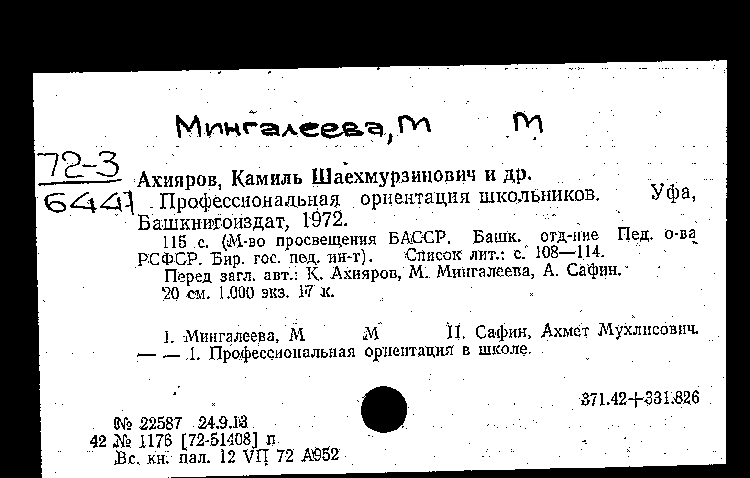 Мингалеева, М М
72-3
6447
Ахияров, Камиль Шаехмурзинович и др.
Профессиональная ориентация школьников. Уфа,
Башкнигоиздат, 1972.
115 с. (М-во просвещения БАССР. Башк. отд-ние Пед. о-ва
РСФСР. Бир. гос. пед. ин-т). Список лит.: с. 108—114.
Перед загл. авт.: К. Ахияров, М. Мингалеева, А. Сафин.
20 см. 1.000 экз. 17 к.
I. Мингалеева, М М II. Сафин, Ахмет Мухлисович.
— — 1. Профессиональная ориентация в школе.
371.42+331.826
№ 22587 24.9.13
42 № 1176 [72-51408] п
Вс. кн. пал. 12 VII 72 А952